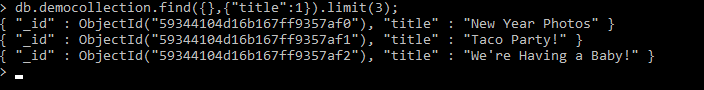 > db.democollection.find({},{"title":1}).limit(3);
{ "_id" : ObjectId("59344104d16b167ff9357af0"), "title" : "New Year Photos" }
{ "_id" : ObjectId("59344104d16b167ff9357af1"), "title" : "Taco Party!" }
{ "_id" : ObjectId("59344104d16b167ff9357af2"), "title" : "We're Having a Baby!" }
>